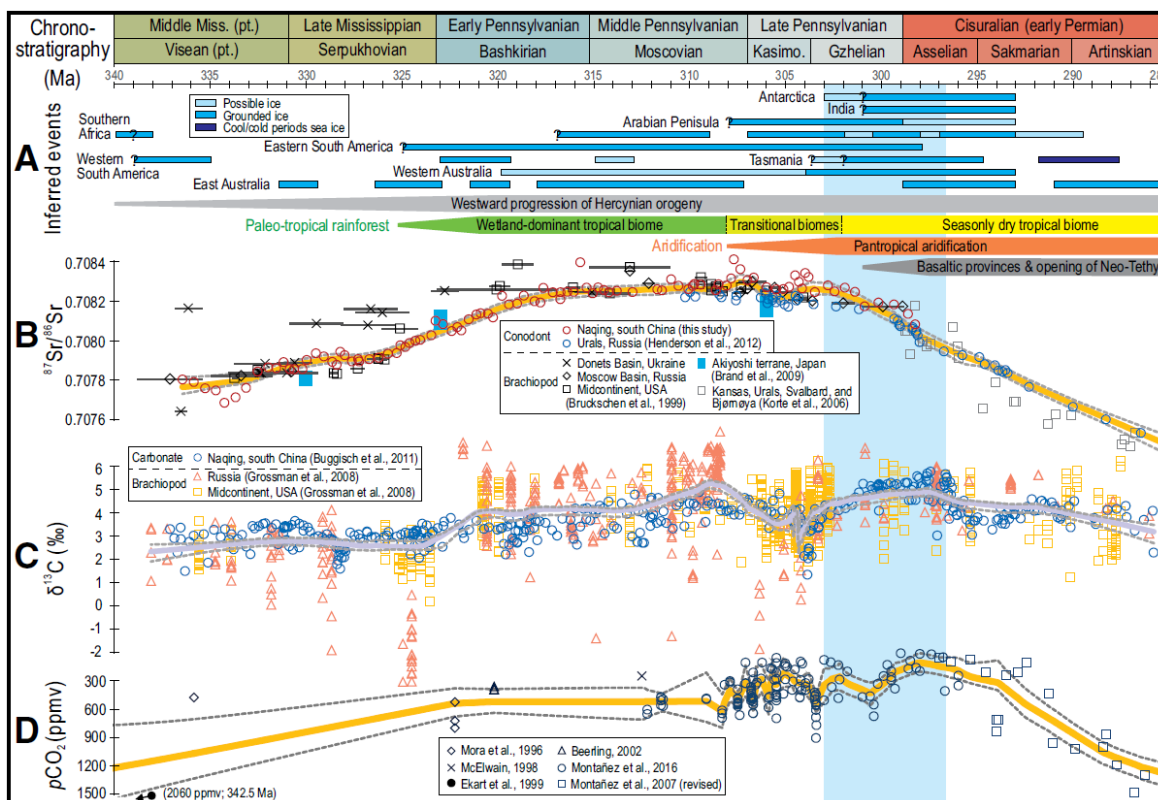 Chrono-
stratigraphy
(Ma)
Middle Miss. (pt.) Late Mississippian Early Pennsylvanian Middle Pennsylvanian Late Pennsylvanian Cisuralian (early Permian)
Visean (pt.) Serpukhovian Bashkirian Moscovian Kasimo. Gzhelian Asselian Sakmarian Artinskian
340 335 330 325 320 315 310 305 300 295 290 285
A
Inferred events
Possible ice
Grounded ice
Cool/cold periods sea ice
Antarctica ?
India ?
Southern
Africa ?
Arabian Penisula ?
?
Eastern South America ?
Western ?
South America
Tasmania ? ?
Western Australia
East Australia
Westward progression of Hercynian orogeny
Paleo-tropical rainforest Wetland-dominant tropical biome Transitional biomes Seasonly dry tropical biome
Aridification Pantropical aridification
Basaltic provinces & opening of Neo-Tethy
B
⁸⁷Sr/⁸⁶Sr
0.7084
0.7082
0.7080
0.7078
0.7076
Conodont
Naqing, south China (this study)
Urals, Russia (Henderson et al., 2012)
Brachiopod
Donets Basin, Ukraine
Moscow Basin, Russia
Midcontinent, USA
(Bruckschen et al., 1999)
Akiyoshi terrane, Japan
(Brand et al., 2009)
Kansas, Urals, Svalbard, and
Bjørnøya (Korte et al., 2006)
C
δ¹³C (‰)
Carbonate Naqing, south China (Buggisch et al., 2011)
Brachiopod Russia (Grossman et al., 2008)
Midcontinent, USA (Grossman et al., 2008)
6
5
4
3
2
1
0
-1
-2
D
pCO₂ (ppmv)
300
600
900
1200
1500
(2060 ppmv; 342.5 Ma)
Mora et al., 1996
McElwain, 1998
Ekart et al., 1999
Beerling, 2002
Montañez et al., 2016
Montañez et al., 2007 (revised)